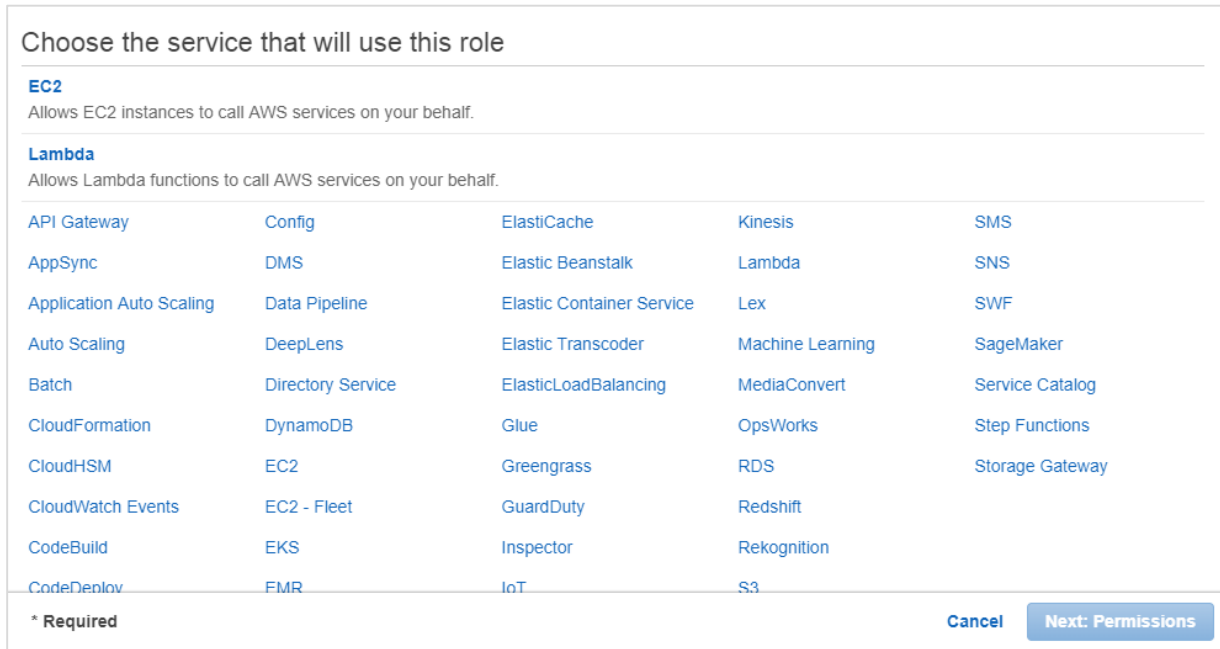 Choose the service that will use this role
EC2
Allows EC2 instances to call AWS services on your behalf.
Lambda
Allows Lambda functions to call AWS services on your behalf.
API Gateway Config ElastiCache Kinesis SMS
AppSync DMS Elastic Beanstalk Lambda SNS
Application Auto Scaling Data Pipeline Elastic Container Service Lex SWF
Auto Scaling DeepLens Elastic Transcoder Machine Learning SageMaker
Batch Directory Service ElasticLoadBalancing MediaConvert Service Catalog
CloudFormation DynamoDB Glue OpsWorks Step Functions
CloudHSM EC2 Greengrass RDS Storage Gateway
CloudWatch Events EC2 - Fleet GuardDuty Redshift
CodeBuild EKS Inspector Rekognition
CodeDeploy EMR IoT S3
* Required Cancel Next: Permissions